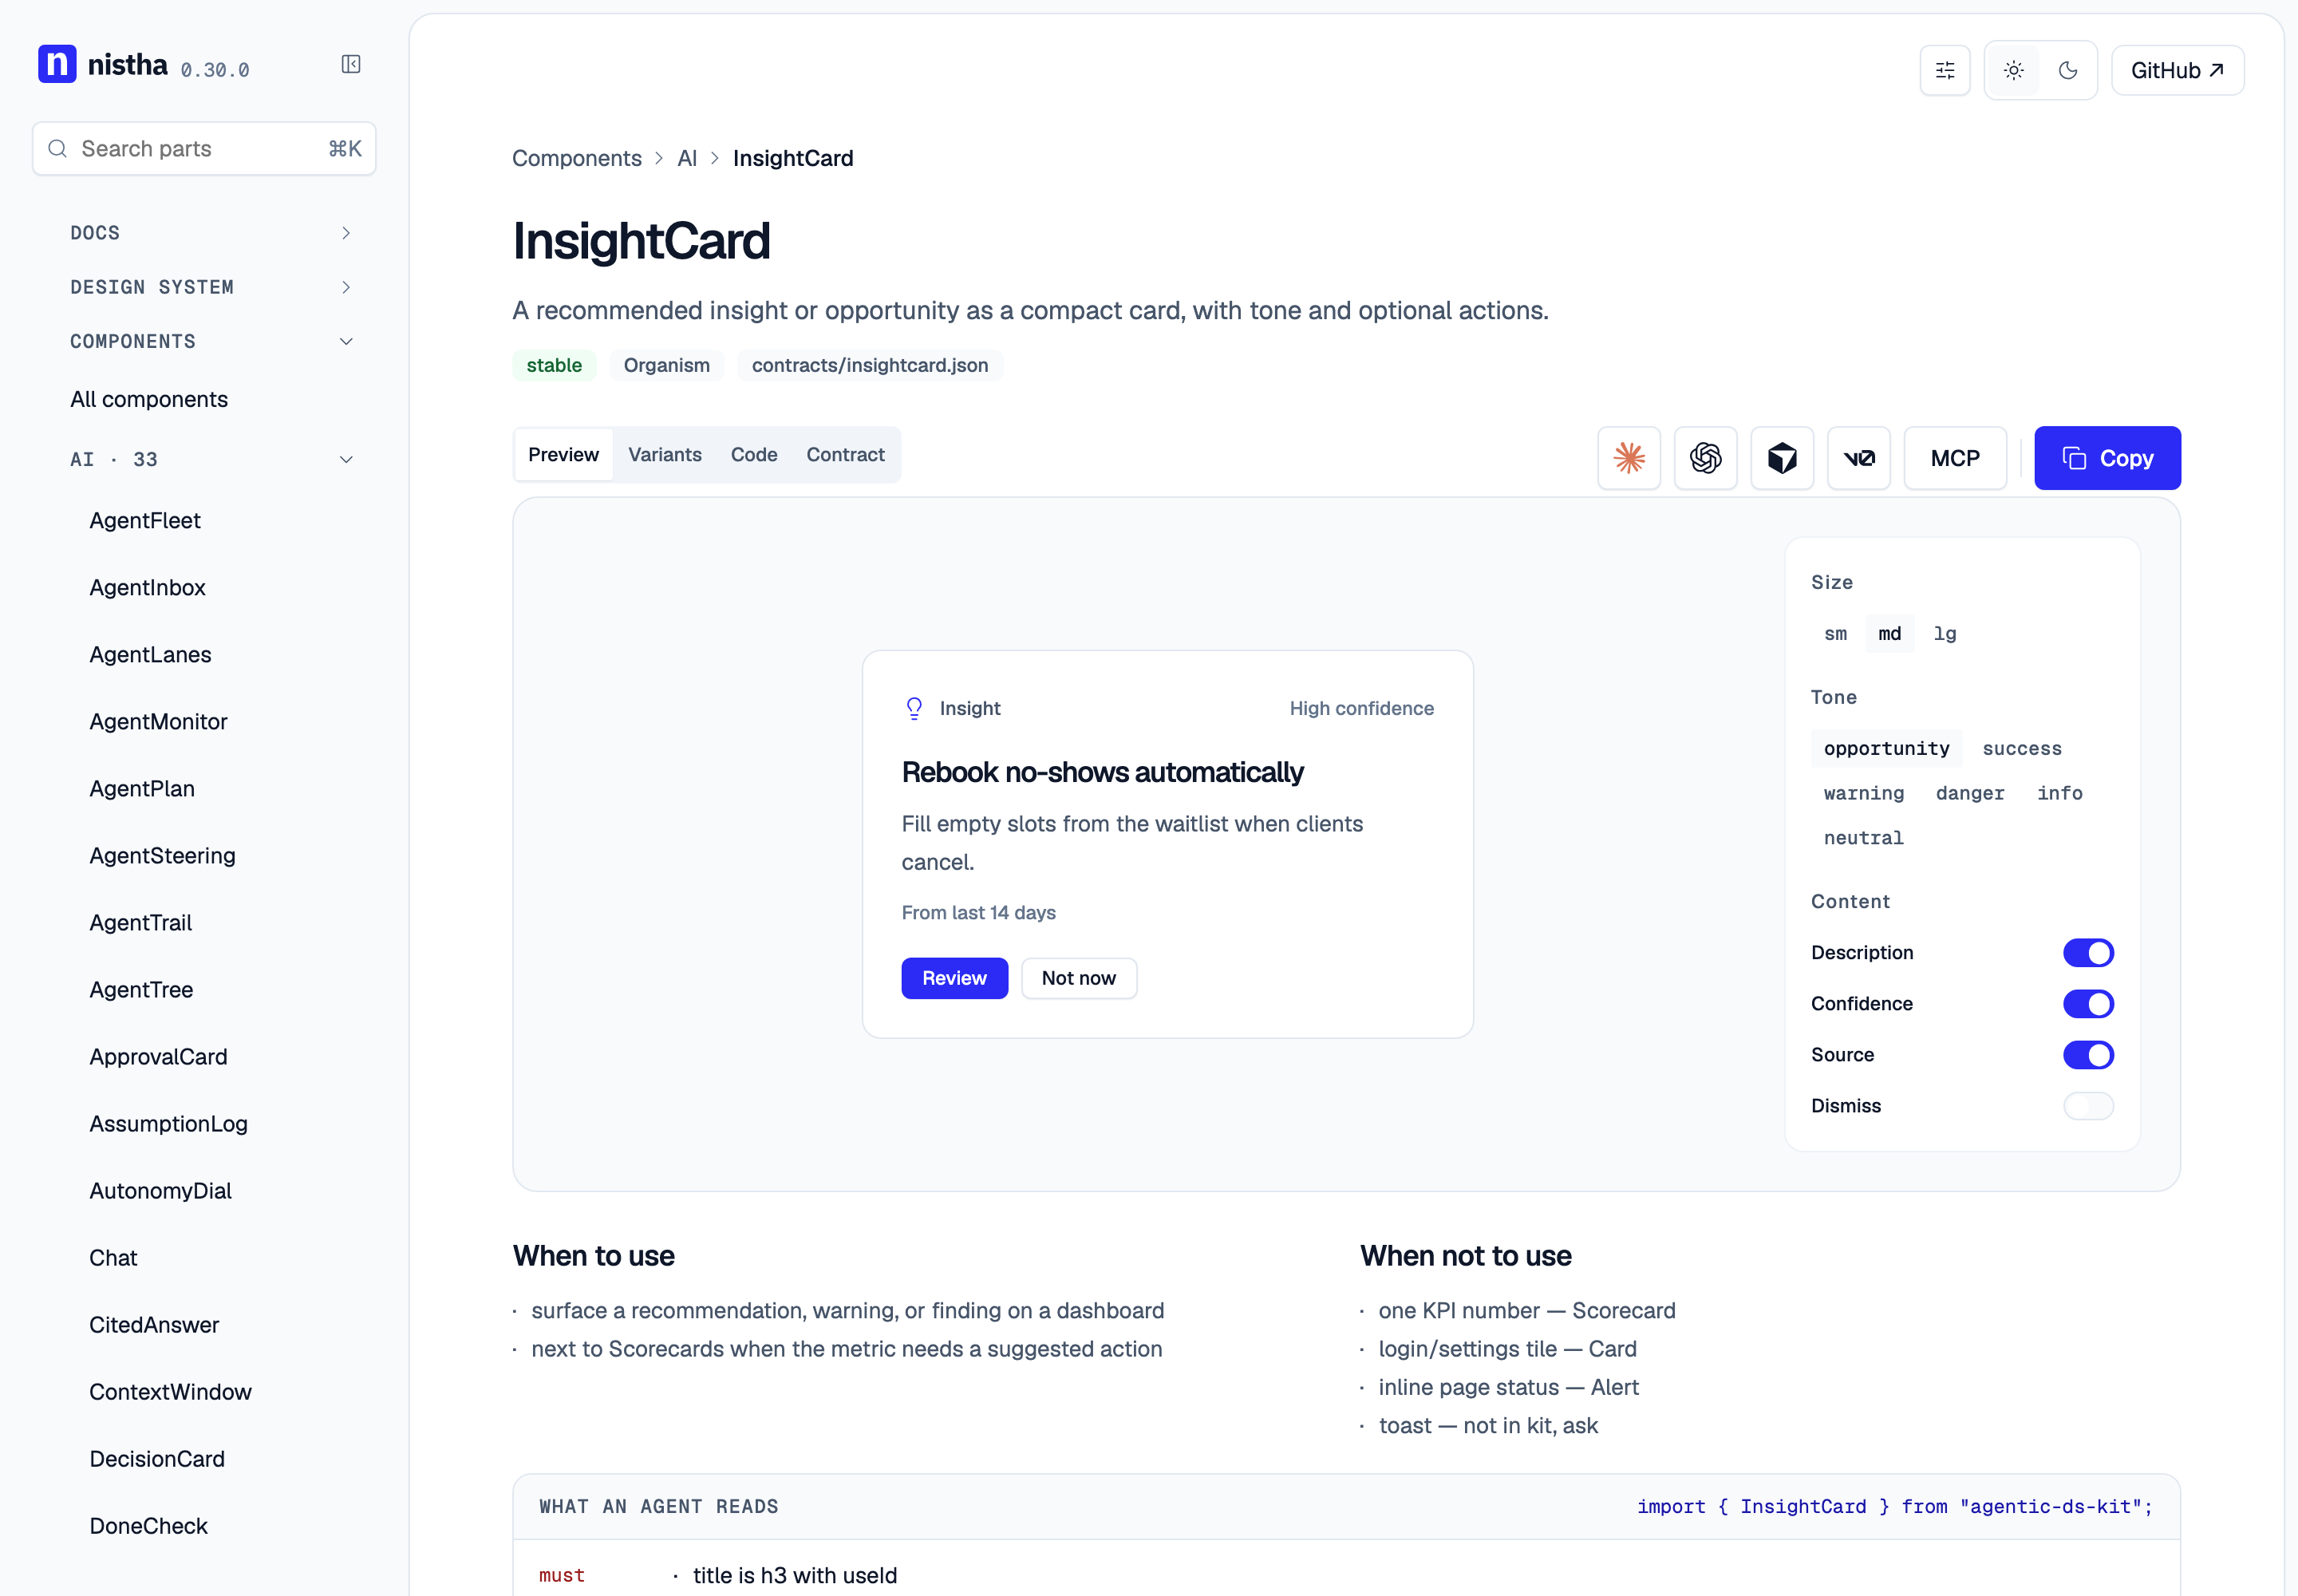 n nistha 0.30.0
Search parts ⌘K
DOCS
DESIGN SYSTEM
COMPONENTS
All components
AI · 33
AgentFleet
AgentInbox
AgentLanes
AgentMonitor
AgentPlan
AgentSteering
AgentTrail
AgentTree
ApprovalCard
AssumptionLog
AutonomyDial
Chat
CitedAnswer
ContextWindow
DecisionCard
DoneCheck
GitHub
Components > AI > InsightCard
InsightCard
A recommended insight or opportunity as a compact card, with tone and optional actions.
stable Organism contracts/insightcard.json
Preview Variants Code Contract
v0 MCP Copy
Insight High confidence
Rebook no-shows automatically
Fill empty slots from the waitlist when clients
cancel.
From last 14 days
Review Not now
Size
sm md lg
Tone
opportunity success
warning danger info
neutral
Content
Description
Confidence
Source
Dismiss
When to use
· surface a recommendation, warning, or finding on a dashboard
· next to Scorecards when the metric needs a suggested action
When not to use
· one KPI number — Scorecard
· login/settings tile — Card
· inline page status — Alert
· toast — not in kit, ask
WHAT AN AGENT READS import { InsightCard } from "agentic-ds-kit";
must · title is h3 with useId